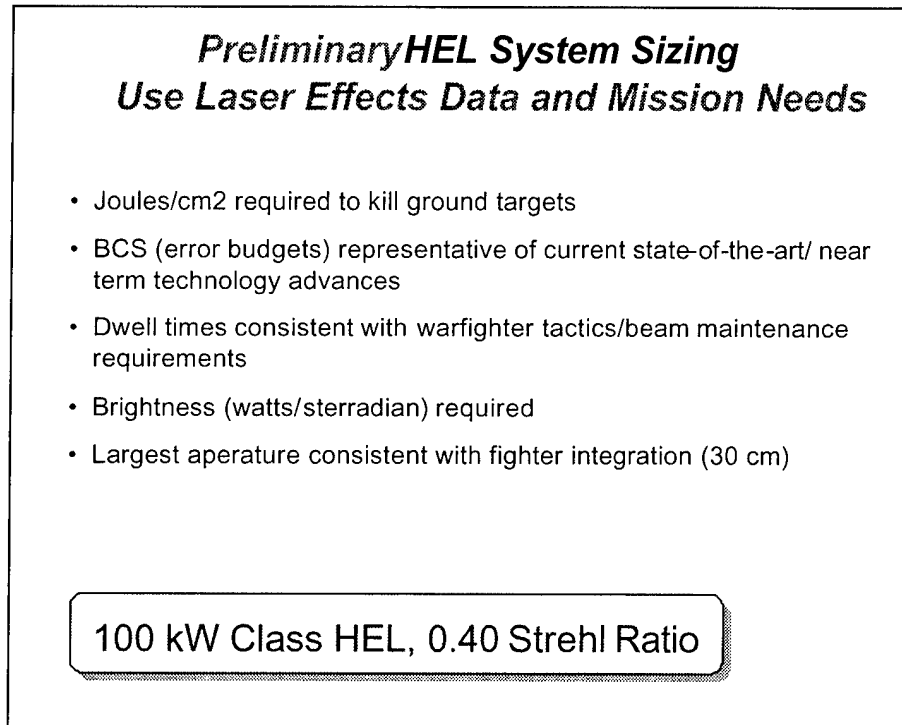 Preliminary HEL System Sizing
Use Laser Effects Data and Mission Needs
• Joules/cm2 required to kill ground targets
• BCS (error budgets) representative of current state-of-the-art/ near
term technology advances
• Dwell times consistent with warfighter tactics/beam maintenance
requirements
• Brightness (watts/sterradian) required
• Largest aperature consistent with fighter integration (30 cm)
100 kW Class HEL, 0.40 Strehl Ratio